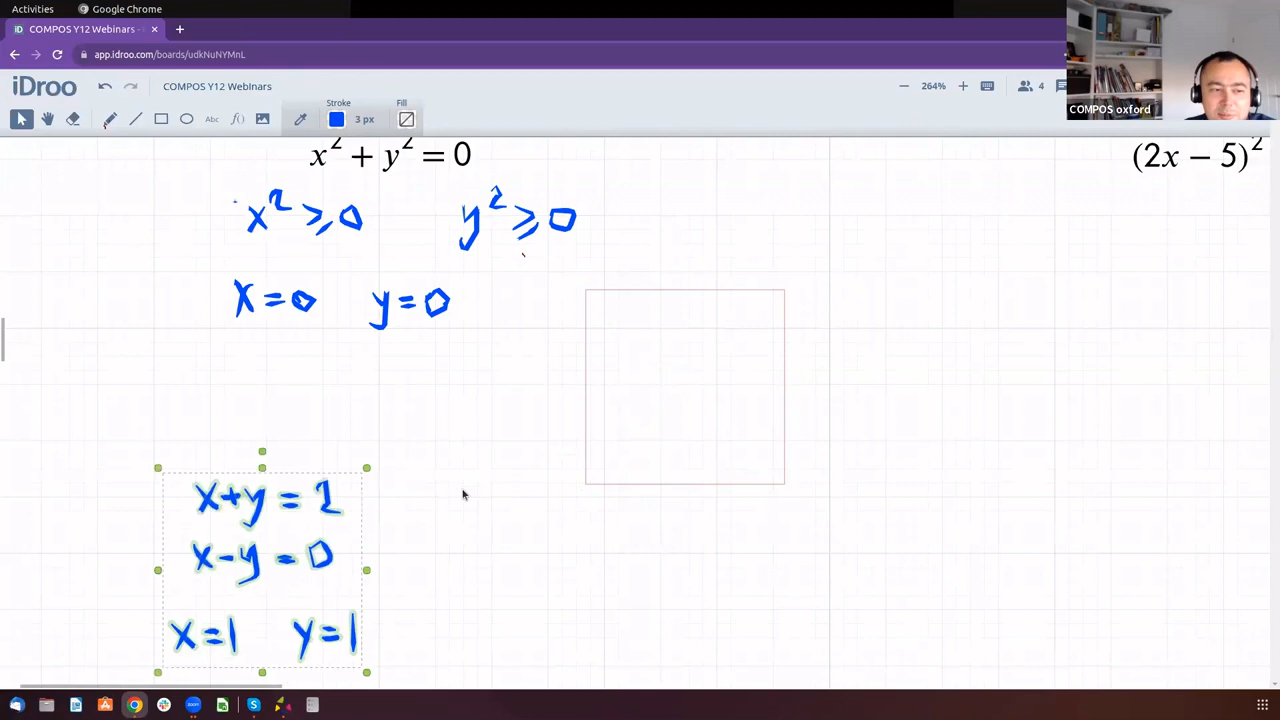 Activities Google Chrome
COMPOS Y12 Webinars -
app.idroo.com/boards/udkNuNYMnL
iDroo COMPOS Y12 Webinars 264% 4
Stroke Fill
Abc f() 3 px
COMPOS oxford
x² + y² = 0
(2x − 5)²
x² ≥ 0 y² ≥ 0
x = 0 y = 0
x+y = 2
x-y = 0
x=1 y=1